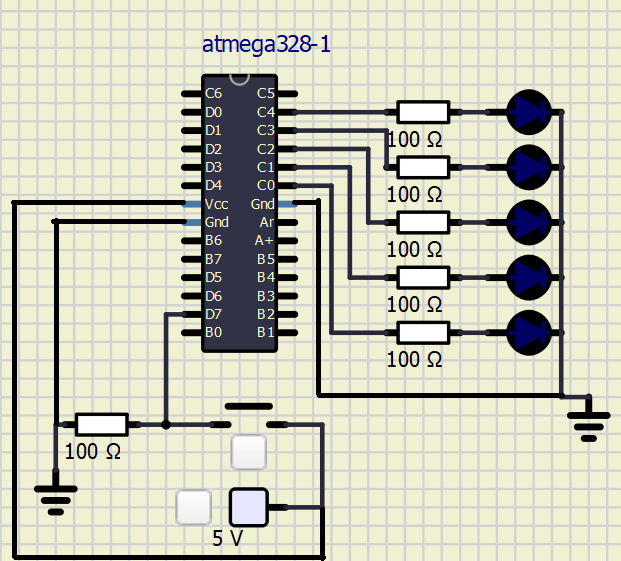 atmega328-1
C6 C5
D0 C4
D1 C3
D2 C2
D3 C1
D4 C0
Vcc Gnd
Gnd Ar
B6 A+
B7 B5
D5 B4
D6 B3
D7 B2
B0 B1
100 Ω
100 Ω
100 Ω
100 Ω
100 Ω
100 Ω
5 V